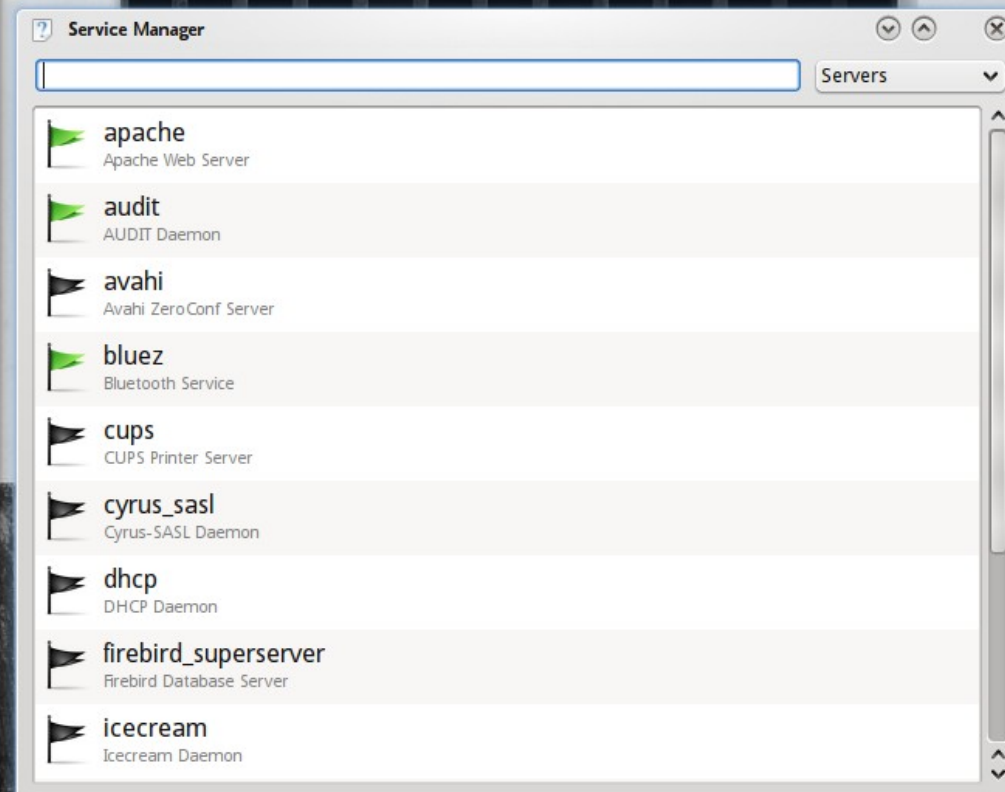 Service Manager
Servers
apache
Apache Web Server
audit
AUDIT Daemon
avahi
Avahi ZeroConf Server
bluez
Bluetooth Service
cups
CUPS Printer Server
cyrus_sasl
Cyrus-SASL Daemon
dhcp
DHCP Daemon
firebird_superserver
Firebird Database Server
icecream
Icecream Daemon